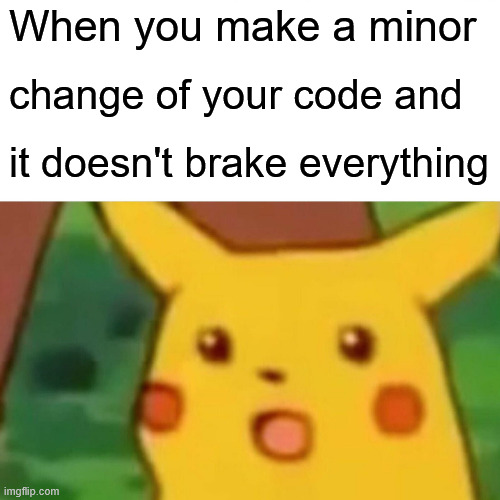 When you make a minor
change of your code and
it doesn't brake everything
imgflip.com